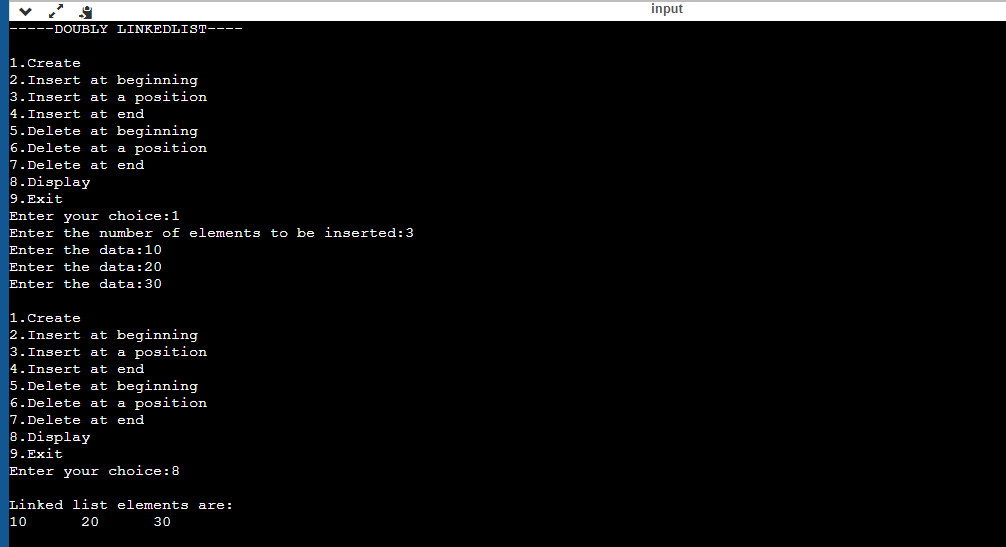 input
-----DOUBLY LINKEDLIST----
1.Create
2.Insert at beginning
3.Insert at a position
4.Insert at end
5.Delete at beginning
6.Delete at a position
7.Delete at end
8.Display
9.Exit
Enter your choice:1
Enter the number of elements to be inserted:3
Enter the data:10
Enter the data:20
Enter the data:30
1.Create
2.Insert at beginning
3.Insert at a position
4.Insert at end
5.Delete at beginning
6.Delete at a position
7.Delete at end
8.Display
9.Exit
Enter your choice:8
Linked list elements are:
10      20      30